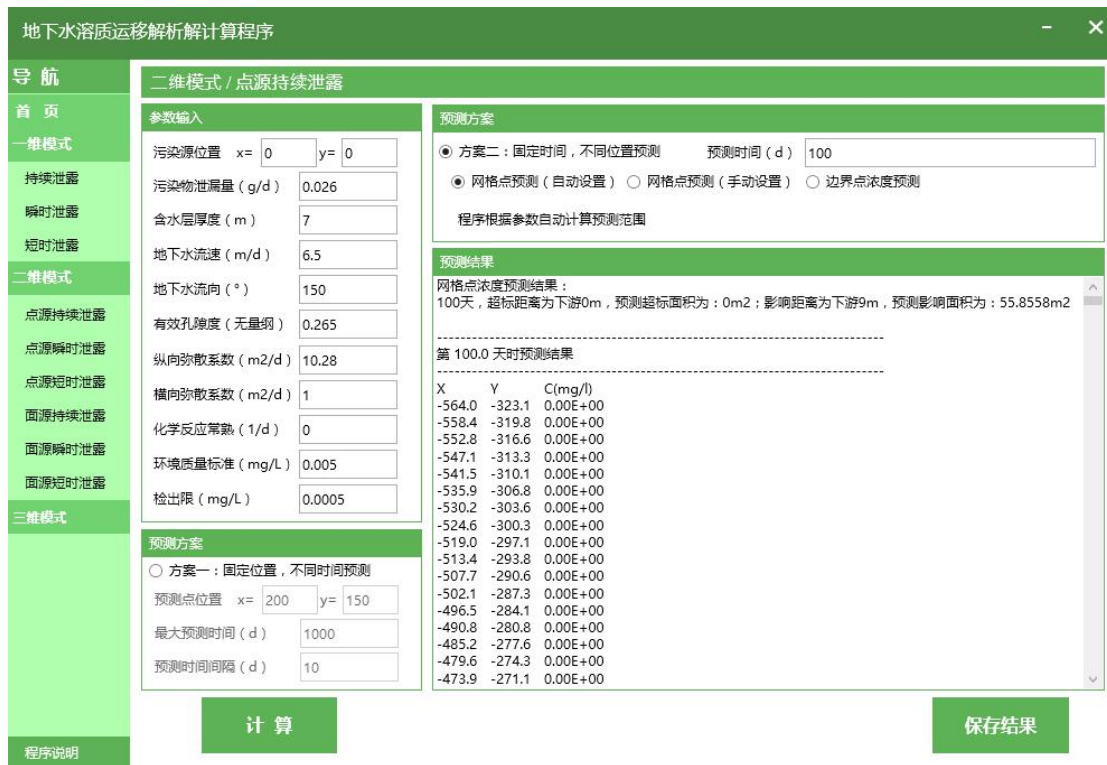 地下水溶质运移解析解计算程序
导 航
首 页
一维模式
持续泄露
瞬时泄露
短时泄露
二维模式
点源持续泄露
点源瞬时泄露
点源短时泄露
面源持续泄露
面源瞬时泄露
面源短时泄露
三维模式
程序说明
二维模式 / 点源持续泄露
参数输入
污染源位置 x= 0 y= 0
污染物泄漏量 ( g/d ) 0.026
含水层厚度 ( m ) 7
地下水流速 ( m/d ) 6.5
地下水流向 ( ° ) 150
有效孔隙度 ( 无量纲 ) 0.265
纵向弥散系数 ( m2/d ) 10.28
横向弥散系数 ( m2/d ) 1
化学反应常熟 ( 1/d ) 0
环境质量标准 ( mg/L ) 0.005
检出限 ( mg/L ) 0.0005
预测方案
方案一 : 固定位置 , 不同时间预测
预测点位置 x= 200 y= 150
最大预测时间 ( d ) 1000
预测时间间隔 ( d ) 10
计 算
预测方案
方案二 : 固定时间 , 不同位置预测 预测时间 ( d ) 100
网格点预测 ( 自动设置 ) 网格点预测 ( 手动设置 ) 边界点浓度预测
程序根据参数自动计算预测范围
预测结果
网格点浓度预测结果 :
100天 , 超标距离为下游0m , 预测超标面积为 : 0m2 ; 影响距离为下游9m , 预测影响面积为 : 55.8558m2
第 100.0 天时预测结果
X Y C(mg/l)
-564.0 -323.1 0.00E+00
-558.4 -319.8 0.00E+00
-552.8 -316.6 0.00E+00
-547.1 -313.3 0.00E+00
-541.5 -310.1 0.00E+00
-535.9 -306.8 0.00E+00
-530.2 -303.6 0.00E+00
-524.6 -300.3 0.00E+00
-519.0 -297.1 0.00E+00
-513.4 -293.8 0.00E+00
-507.7 -290.6 0.00E+00
-502.1 -287.3 0.00E+00
-496.5 -284.1 0.00E+00
-490.8 -280.8 0.00E+00
-485.2 -277.6 0.00E+00
-479.6 -274.3 0.00E+00
-473.9 -271.1 0.00E+00
保存结果